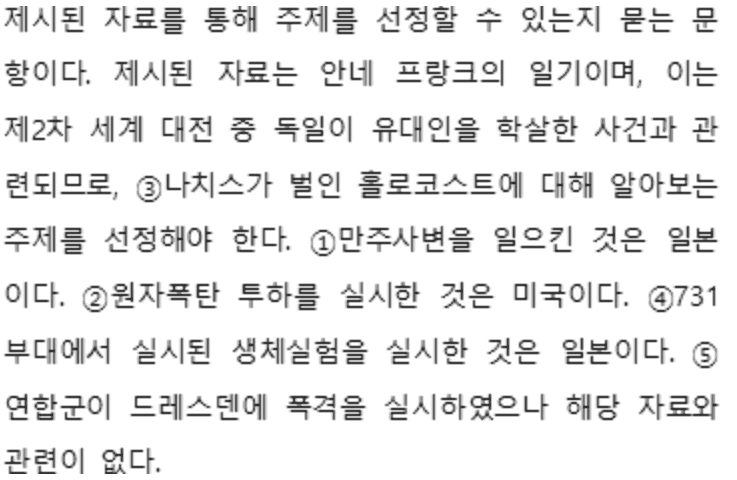 제시된 자료를 통해 주제를 선정할 수 있는지 묻는 문
항이다. 제시된 자료는 안네 프랑크의 일기이며, 이는
제2차 세계 대전 중 독일이 유대인을 학살한 사건과 관
련되므로, ③나치스가 벌인 홀로코스트에 대해 알아보는
주제를 선정해야 한다. ①만주사변을 일으킨 것은 일본
이다. ②원자폭탄 투하를 실시한 것은 미국이다. ④731
부대에서 실시된 생체실험을 실시한 것은 일본이다. ⑤
연합군이 드레스덴에 폭격을 실시하였으나 해당 자료와
관련이 없다.